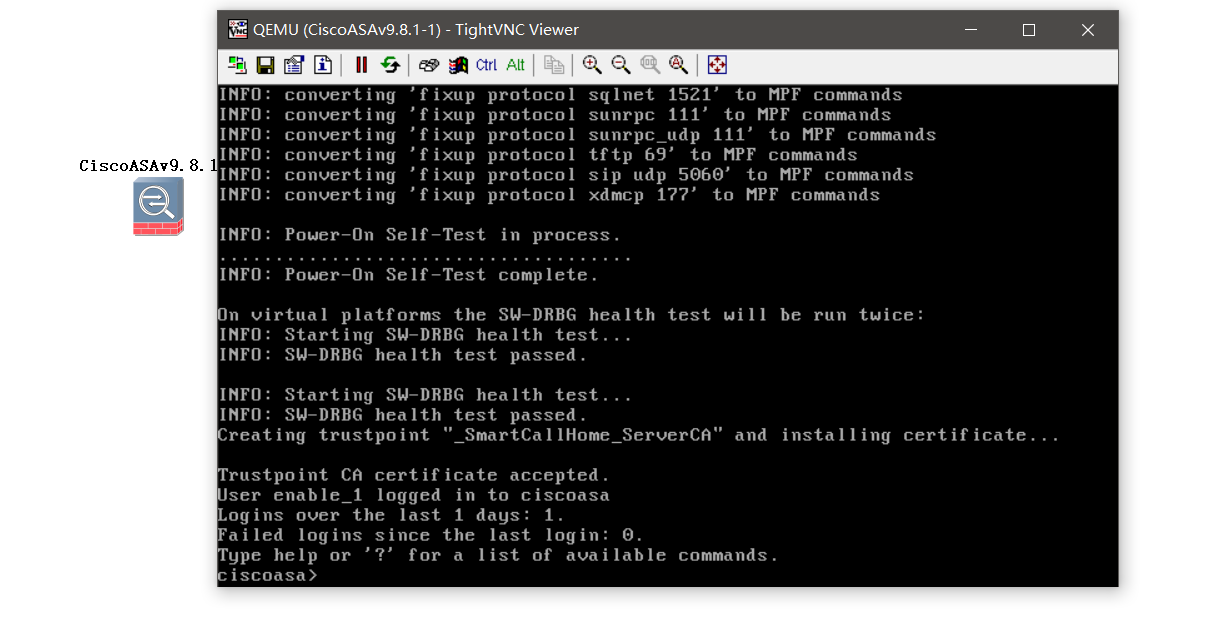 QEMU (CiscoASAv9.8.1-1) - TightVNC Viewer
Ctrl Alt
INFO: converting 'fixup protocol sqlnet 1521' to MPF commands
INFO: converting 'fixup protocol sunrpc 111' to MPF commands
INFO: converting 'fixup protocol sunrpc_udp 111' to MPF commands
INFO: converting 'fixup protocol tftp 69' to MPF commands
INFO: converting 'fixup protocol sip udp 5060' to MPF commands
INFO: converting 'fixup protocol xdmcp 177' to MPF commands
CiscoASAv9.8.1
INFO: Power-On Self-Test in process.
.....................................
INFO: Power-On Self-Test complete.
On virtual platforms the SW-DRBG health test will be run twice:
INFO: Starting SW-DRBG health test...
INFO: SW-DRBG health test passed.
INFO: Starting SW-DRBG health test...
INFO: SW-DRBG health test passed.
Creating trustpoint "_SmartCallHome_ServerCA" and installing certificate...
Trustpoint CA certificate accepted.
User enable_1 logged in to ciscoasa
Logins over the last 1 days: 1.
Failed logins since the last login: 0.
Type help or '?' for a list of available commands.
ciscoasa>